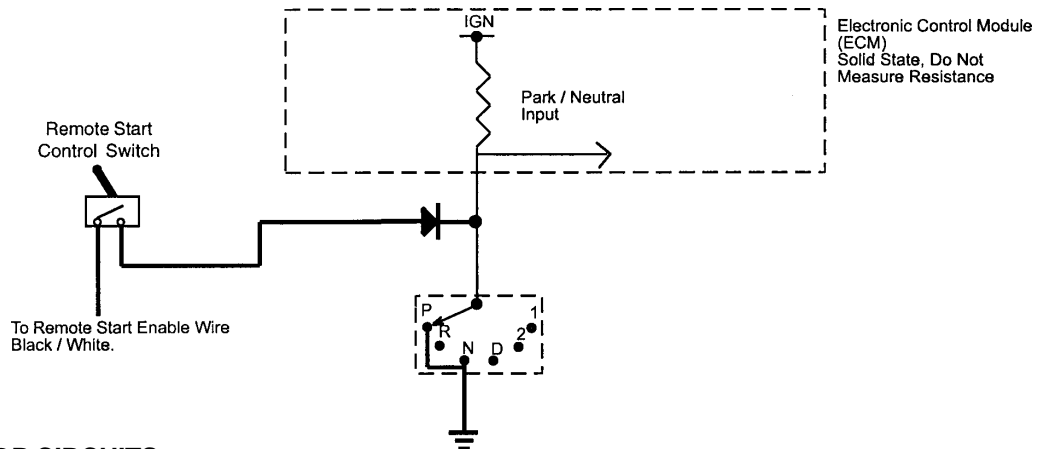 IGN
Electronic Control Module
(ECM)
Solid State, Do Not
Measure Resistance
Park / Neutral
Input
Remote Start
Control Switch
To Remote Start Enable Wire
Black / White.
P
R
N
D
2
1